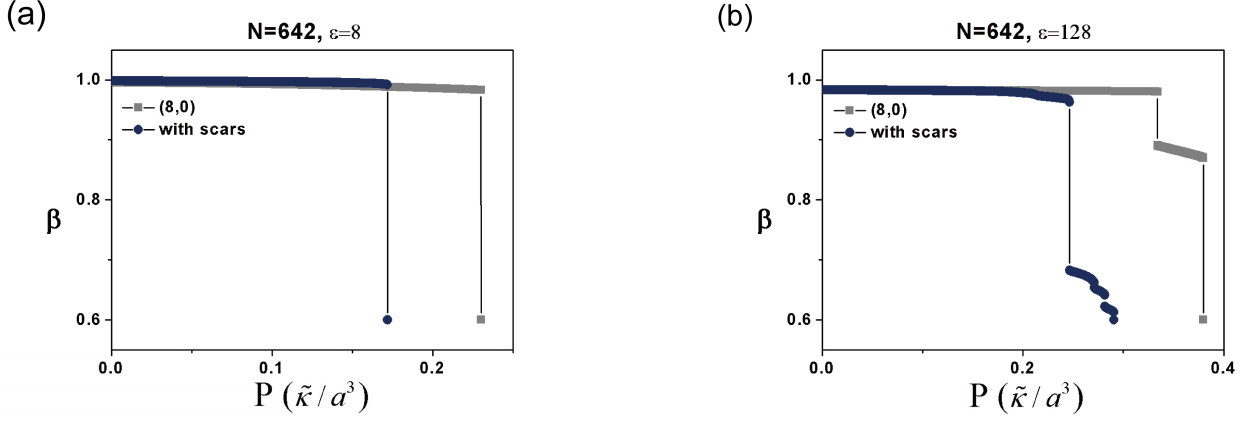 (a)
N=642, ε=8
1.0
0.8
0.6
β
(8,0)
with scars
0.0
0.1
0.2
P (κ̃ / a³)
(b)
N=642, ε=128
1.0
0.8
0.6
β
(8,0)
with scars
0.0
0.2
0.4
P (κ̃ / a³)